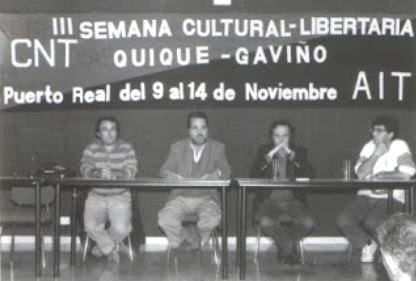 III SEMANA CULTURAL-LIBERTARIA
CNT QUIQUE-GAVIÑO
Puerto Real del 9 al 14 de Noviembre AIT